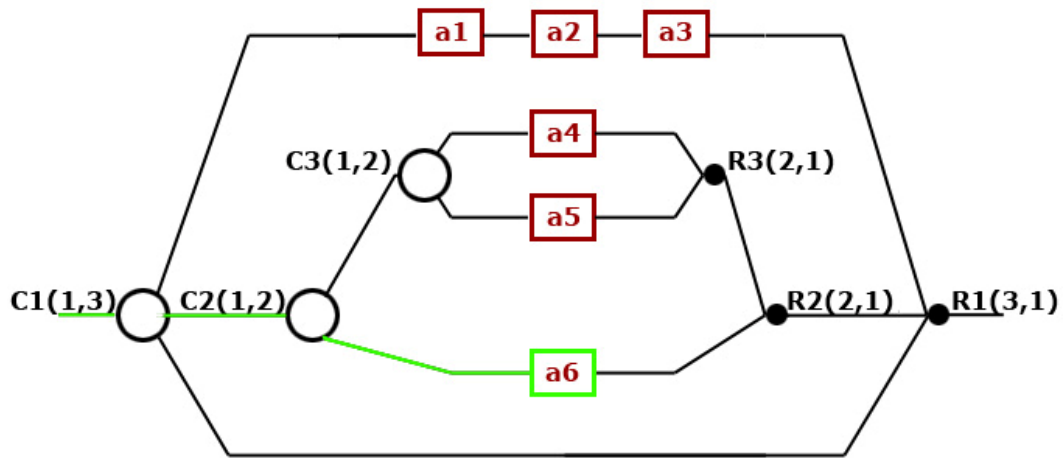 a1 a2 a3
a4
C3(1,2) R3(2,1)
a5
C1(1,3) C2(1,2) R2(2,1) R1(3,1)
a6